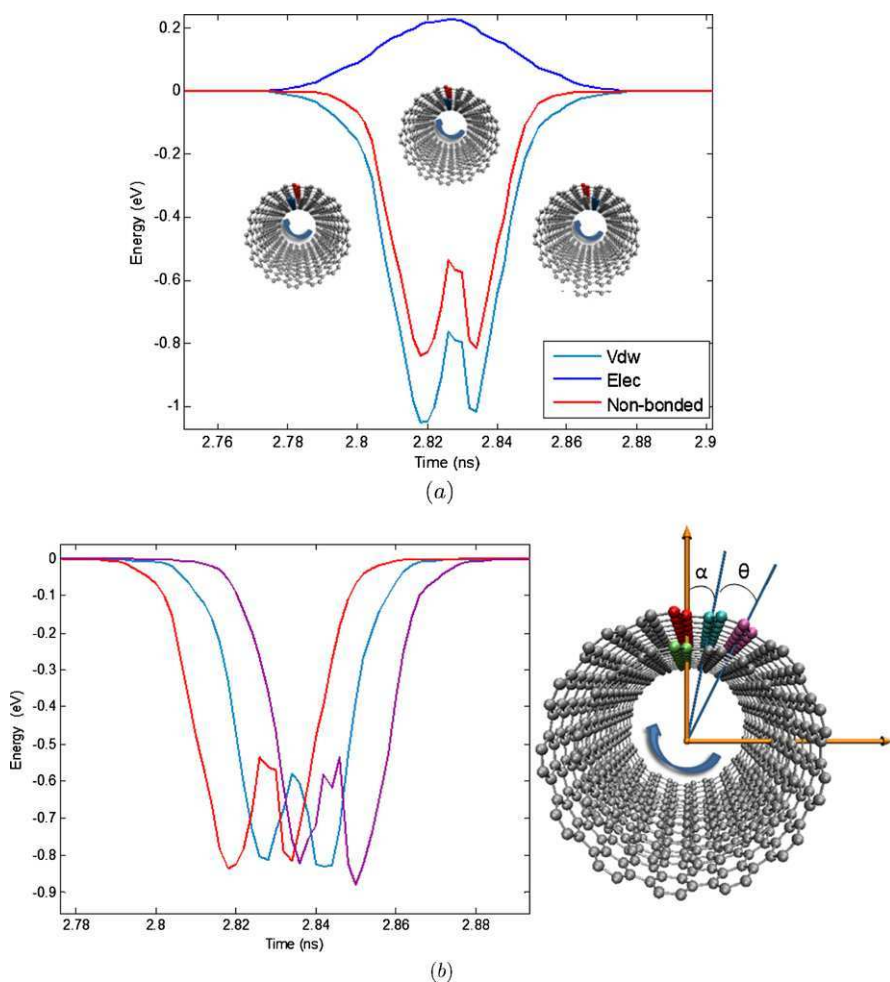 0.2
0
-0.2
-0.4
-0.6
-0.8
-1
Energy (eV)
Vdw
Elec
Non-bonded
2.76 2.78 2.8 2.82 2.84 2.86 2.88 2.9
Time (ns)
(a)
0
-0.1
-0.2
-0.3
-0.4
-0.5
-0.6
-0.7
-0.8
-0.9
Energy (eV)
2.78 2.8 2.82 2.84 2.86 2.88
Time (ns)
α θ
(b)